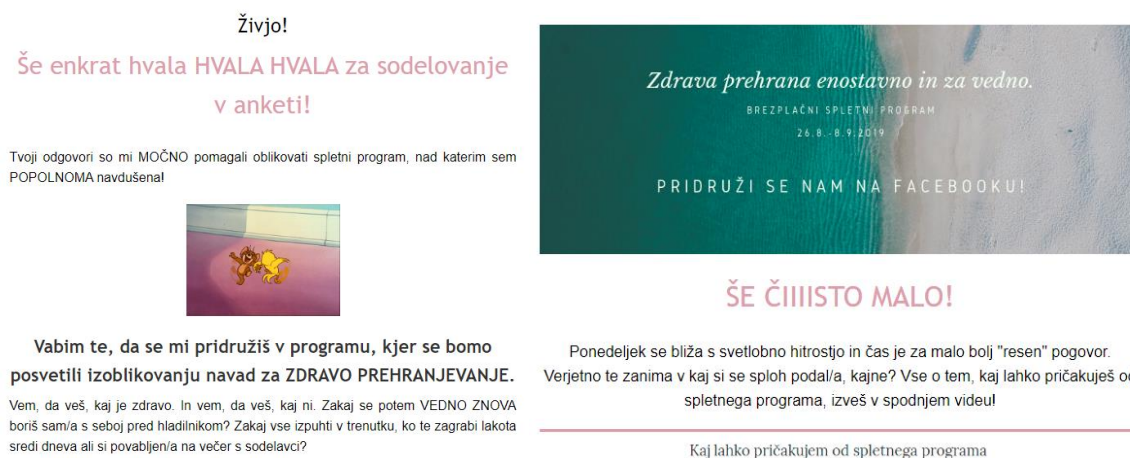 Živjo!
Še enkrat hvala HVALA HVALA za sodelovanje
v anketi!
Tvoji odgovori so mi MOČNO pomagali oblikovati spletni program, nad katerim sem
POPOLNOMA navdušena!
Vabim te, da se mi pridružiš v programu, kjer se bomo
posvetili izoblikovanju navad za ZDRAVO PREHRANJEVANJE.
Vem, da veš, kaj je zdravo. In vem, da veš, kaj ni. Zakaj se potem VEDNO ZNOVA
boriš sam/a s seboj pred hladilnikom? Zakaj vse izpuhti v trenutku, ko te zagrabi lakota
sredi dneva ali si povabljen/a na večer s sodelavci?
Zdrava prehrana enostavno in za vedno.
BREZPLAČNI SPLETNI PROGRAM
26.8.-8.9.2019
PRIDRUŽI SE NAM NA FACEBOOKU!
ŠE ČIIIISTO MALO!
Ponedeljek se bliža s svetlobno hitrostjo in čas je za malo bolj "resen" pogovor.
Verjetno te zanima v kaj si se sploh podal/a, kajne? Vse o tem, kaj lahko pričakuješ od
spletnega programa, izveš v spodnjem videu!
Kaj lahko pričakujem od spletnega programa